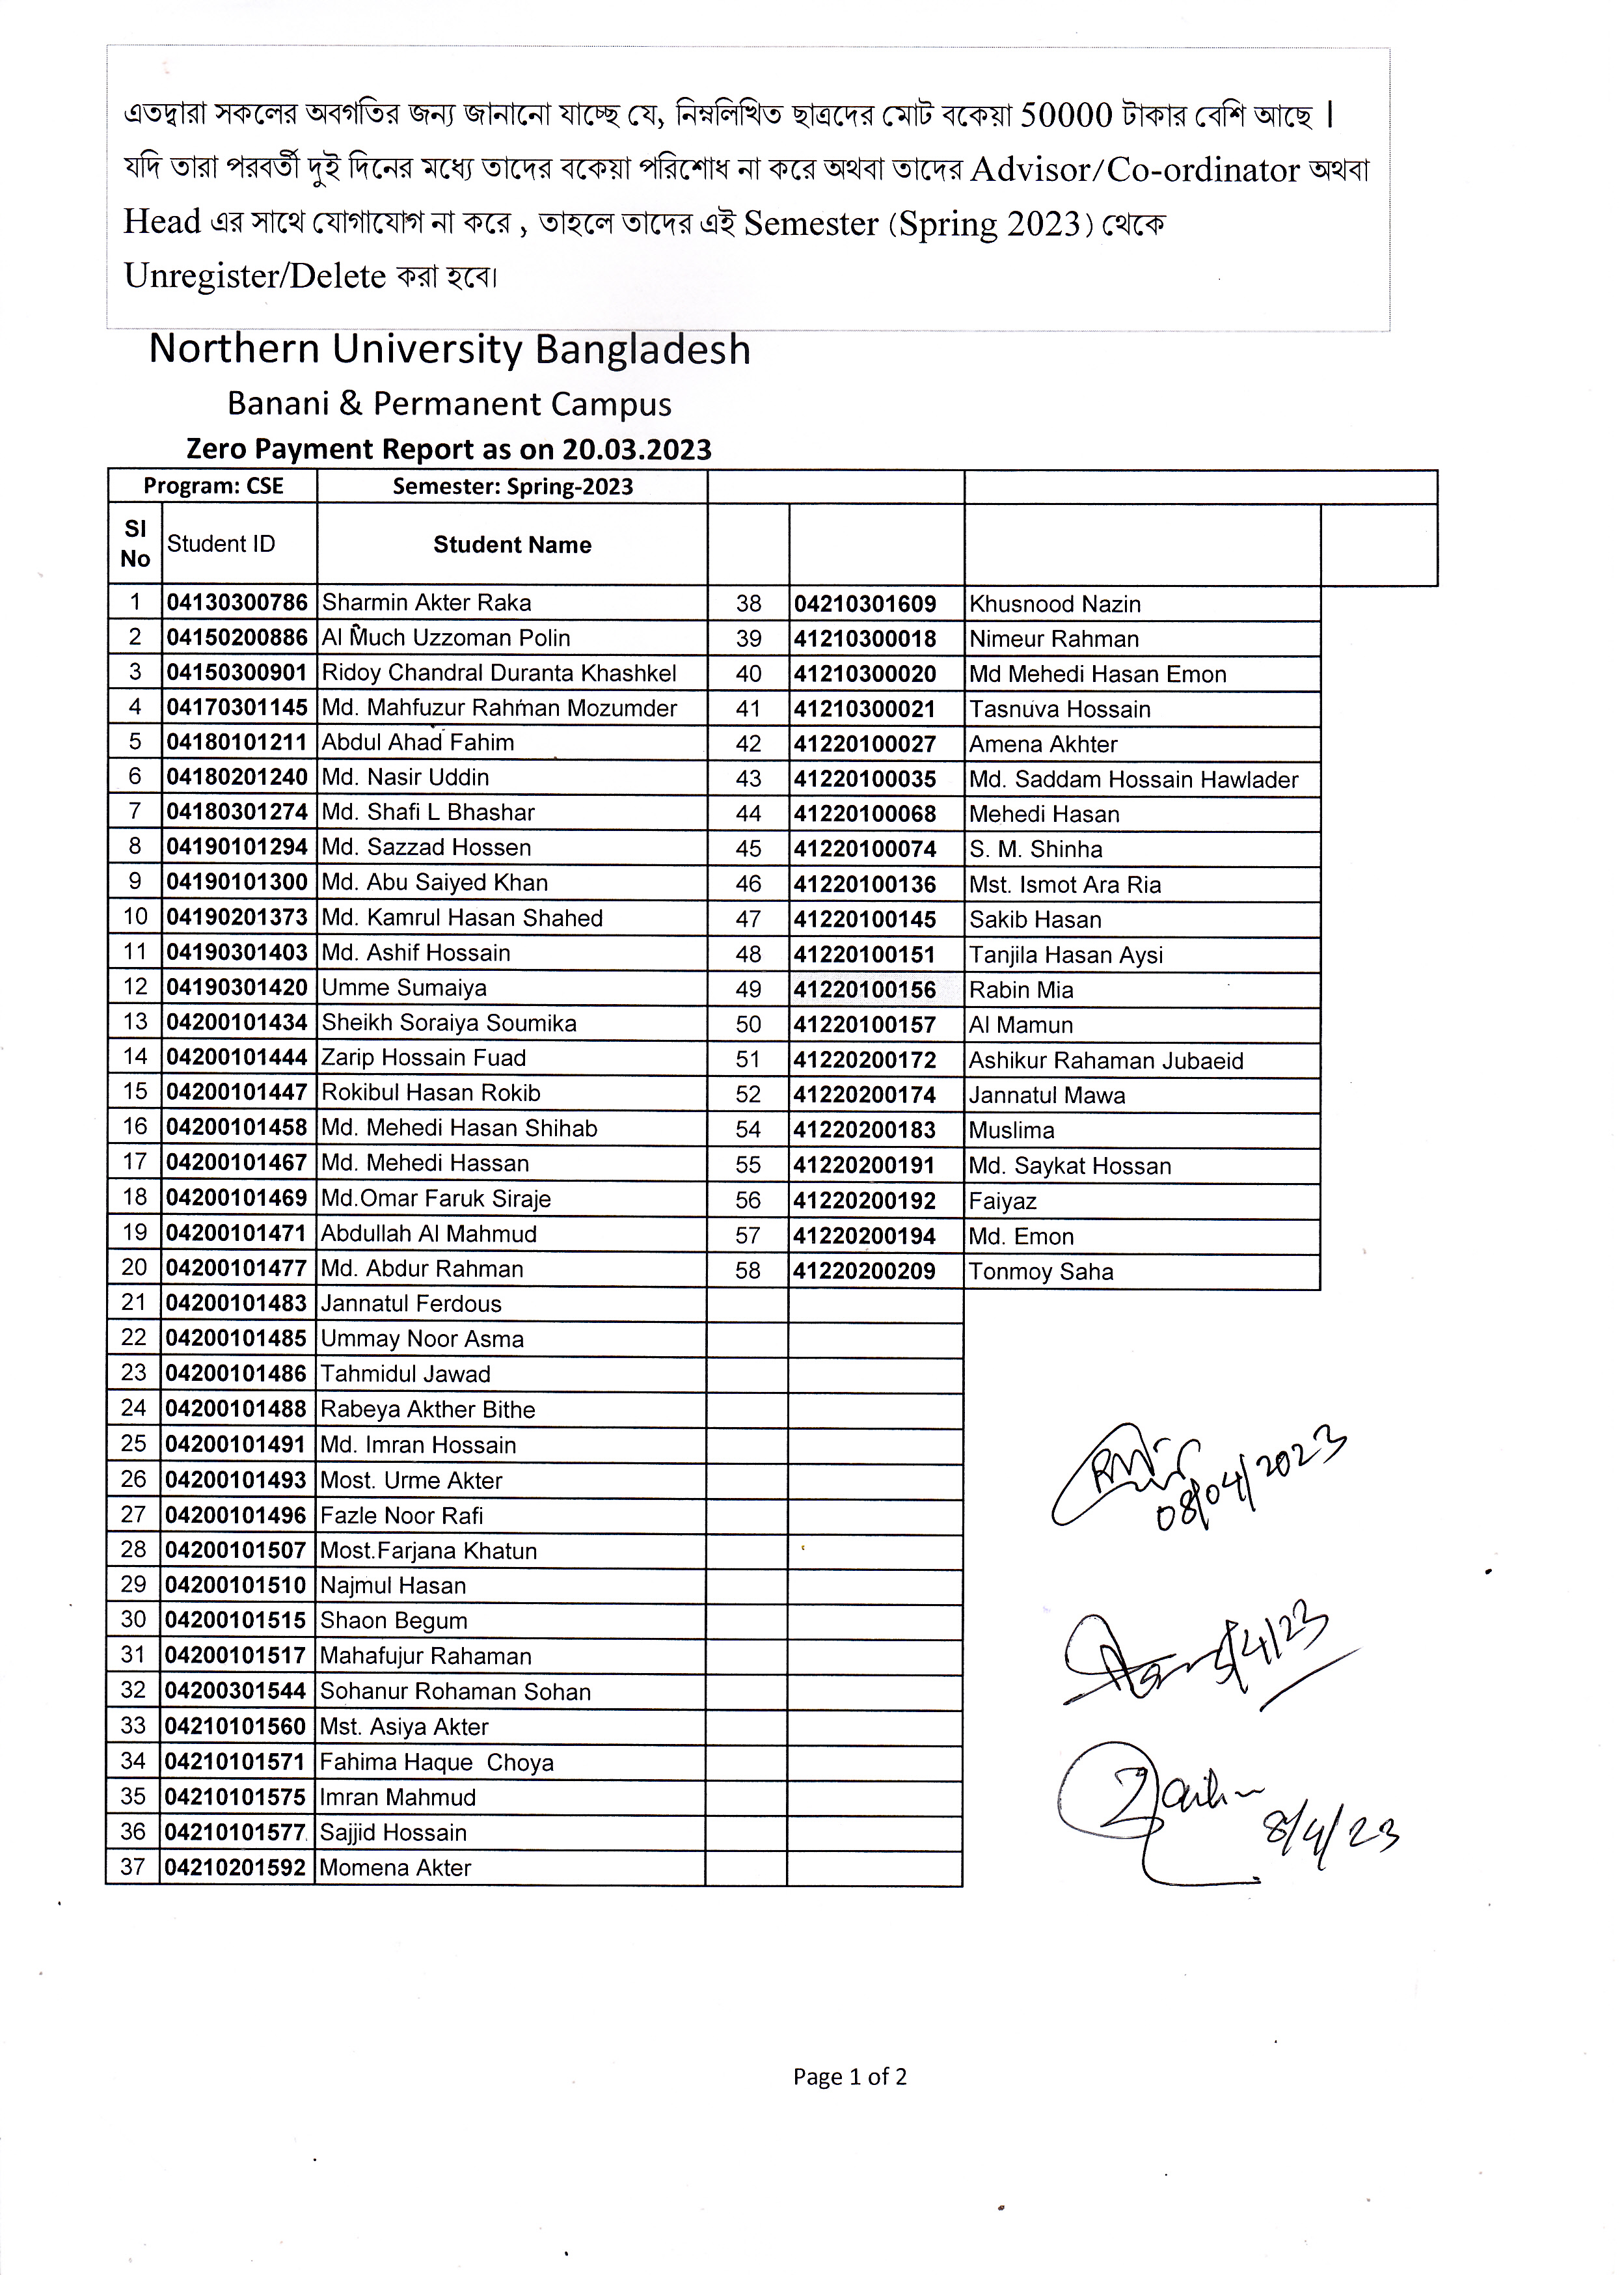 এতদ্বারা সকলের অবগতির জন্য জানানো যাচ্ছে যে, নিম্নলিখিত ছাত্রদের মোট বকেয়া 50000 টাকার বেশি আছে |
যদি তারা পরবর্তী দুই দিনের মধ্যে তাদের বকেয়া পরিশোধ না করে অথবা তাদের Advisor/Co-ordinator অথবা
Head এর সাথে যোগাযোগ না করে , তাহলে তাদের এই Semester (Spring 2023) থেকে
Unregister/Delete করা হবে।
Northern University Bangladesh
Banani & Permanent Campus
Zero Payment Report as on 20.03.2023
Program: CSE Semester: Spring-2023
Sl No Student ID Student Name
1 04130300786 Sharmin Akter Raka 38 04210301609 Khusnood Nazin
2 04150200886 Al Much Uzzoman Polin 39 41210300018 Nimeur Rahman
3 04150300901 Ridoy Chandral Duranta Khashkel 40 41210300020 Md Mehedi Hasan Emon
4 04170301145 Md. Mahfuzur Rahman Mozumder 41 41210300021 Tasnuva Hossain
5 04180101211 Abdul Ahad Fahim 42 41220100027 Amena Akhter
6 04180201240 Md. Nasir Uddin 43 41220100035 Md. Saddam Hossain Hawlader
7 04180301274 Md. Shafi L Bhashar 44 41220100068 Mehedi Hasan
8 04190101294 Md. Sazzad Hossen 45 41220100074 S. M. Shinha
9 04190101300 Md. Abu Saiyed Khan 46 41220100136 Mst. Ismot Ara Ria
10 04190201373 Md. Kamrul Hasan Shahed 47 41220100145 Sakib Hasan
11 04190301403 Md. Ashif Hossain 48 41220100151 Tanjila Hasan Aysi
12 04190301420 Umme Sumaiya 49 41220100156 Rabin Mia
13 04200101434 Sheikh Soraiya Soumika 50 41220100157 Al Mamun
14 04200101444 Zarip Hossain Fuad 51 41220200172 Ashikur Rahaman Jubaeid
15 04200101447 Rokibul Hasan Rokib 52 41220200174 Jannatul Mawa
16 04200101458 Md. Mehedi Hasan Shihab 54 41220200183 Muslima
17 04200101467 Md. Mehedi Hassan 55 41220200191 Md. Saykat Hossan
18 04200101469 Md.Omar Faruk Siraje 56 41220200192 Faiyaz
19 04200101471 Abdullah Al Mahmud 57 41220200194 Md. Emon
20 04200101477 Md. Abdur Rahman 58 41220200209 Tonmoy Saha
21 04200101483 Jannatul Ferdous
22 04200101485 Ummay Noor Asma
23 04200101486 Tahmidul Jawad
24 04200101488 Rabeya Akther Bithe
25 04200101491 Md. Imran Hossain
26 04200101493 Most. Urme Akter
27 04200101496 Fazle Noor Rafi
28 04200101507 Most.Farjana Khatun
29 04200101510 Najmul Hasan
30 04200101515 Shaon Begum
31 04200101517 Mahafujur Rahaman
32 04200301544 Sohanur Rohaman Sohan
33 04210101560 Mst. Asiya Akter
34 04210101571 Fahima Haque Choya
35 04210101575 Imran Mahmud
36 04210101577 Sajjid Hossain
37 04210201592 Momena Akter
08/04/2023
8/4/23
Page 1 of 2